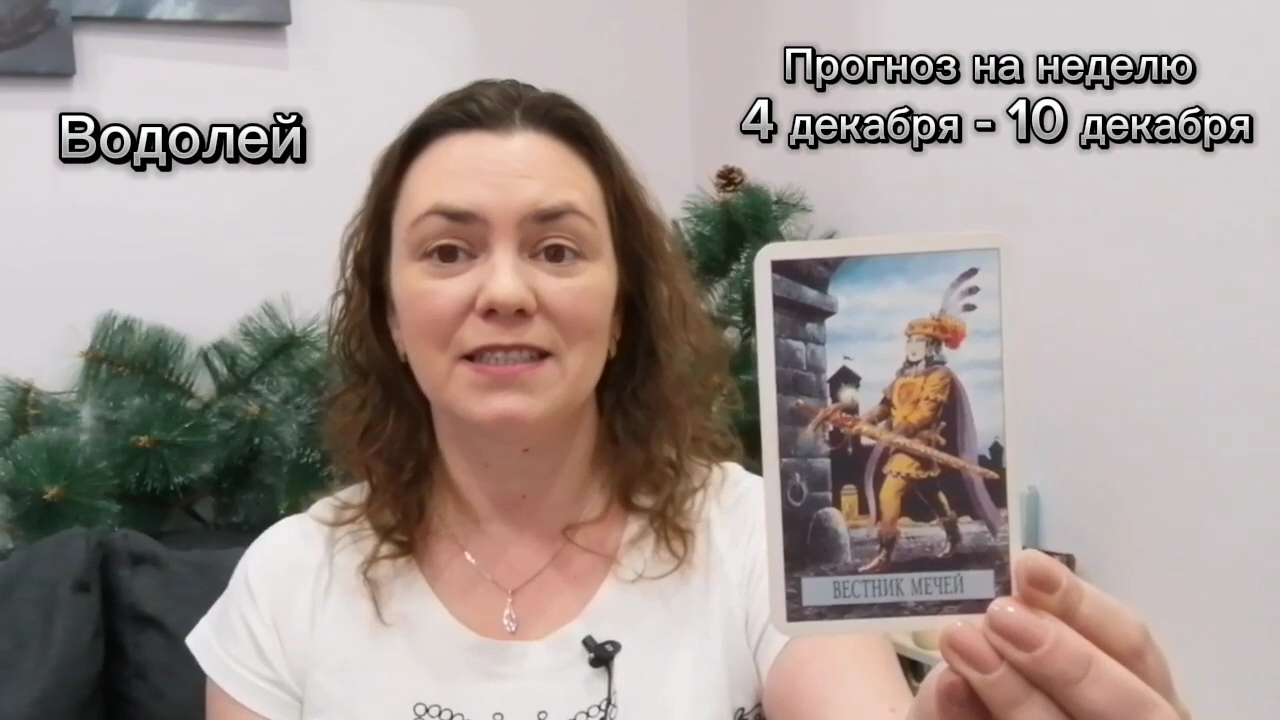 Водолей
Прогноз на неделю
4 декабря - 10 декабря
ВЕСТНИК МЕЧЕЙ